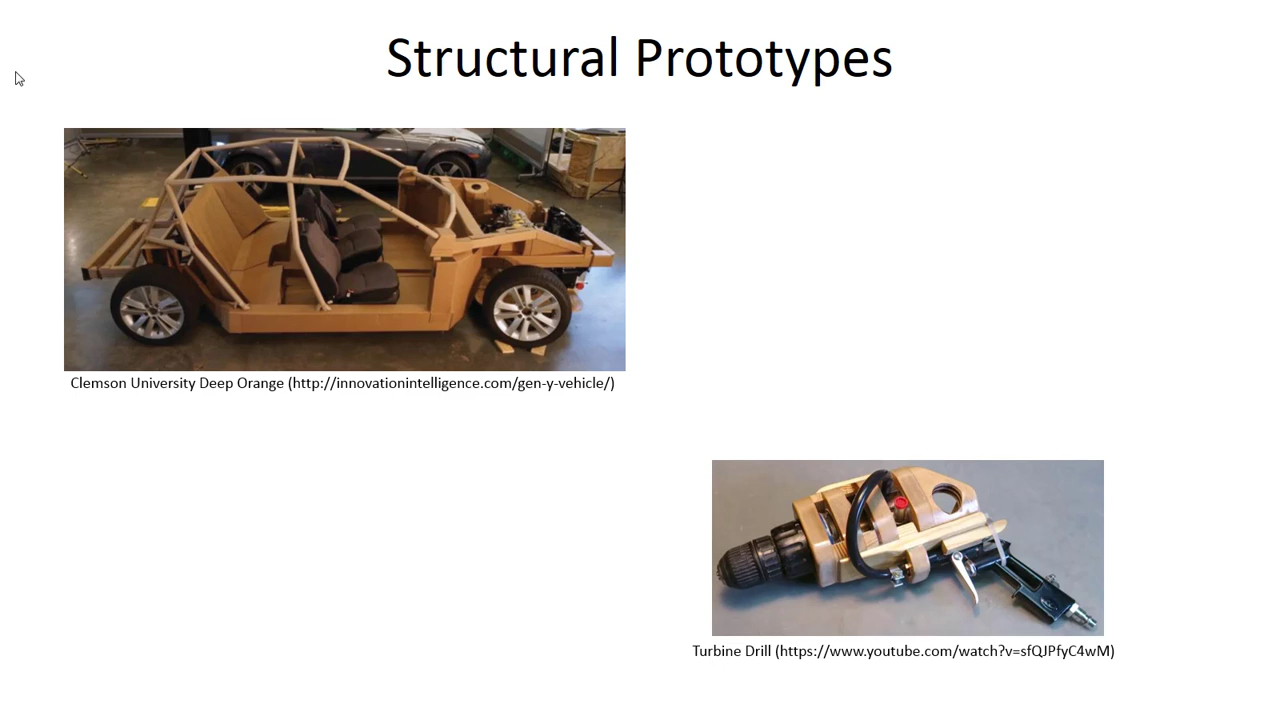 Structural Prototypes
Clemson University Deep Orange (http://innovationintelligence.com/gen-y-vehicle/)
Turbine Drill (https://www.youtube.com/watch?v=sfQJPfyC4wM)